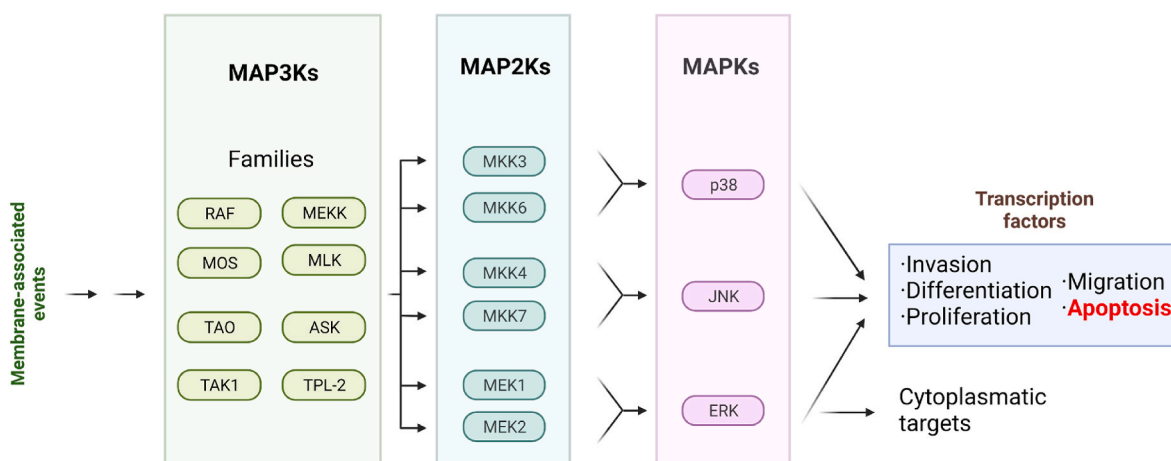 Membrane-associated
events
MAP3Ks
Families
RAF
MEKK
MOS
MLK
TAO
ASK
TAK1
TPL-2
MAP2Ks
MKK3
MKK6
MKK4
MKK7
MEK1
MEK2
MAPKs
p38
JNK
ERK
Transcription
factors
·Invasion
·Differentiation
·Proliferation
·Migration
·Apoptosis
Cytoplasmatic
targets